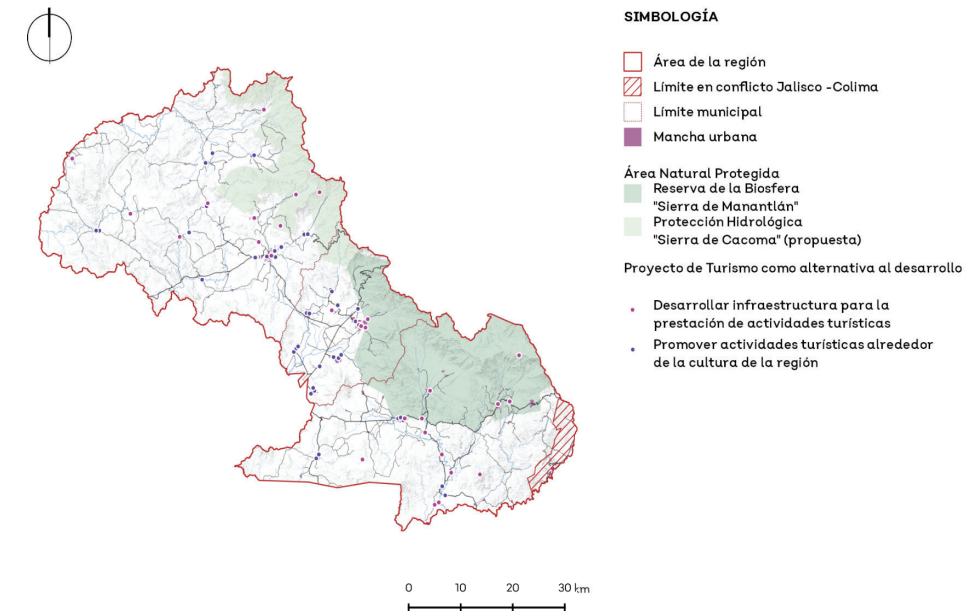 SIMBOLOGÍA
Área de la región
Límite en conflicto Jalisco -Colima
Límite municipal
Mancha urbana
Área Natural Protegida
Reserva de la Biosfera
"Sierra de Manantlán"
Protección Hidrológica
"Sierra de Cacoma" (propuesta)
Proyecto de Turismo como alternativa al desarrollo
Desarrollar infraestructura para la
prestación de actividades turísticas
Promover actividades turísticas alrededor
de la cultura de la región
0 10 20 30 km